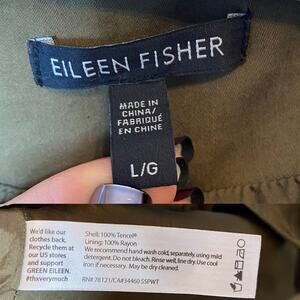 EILEEN FISHER
MADE IN
CHINA/
FABRIQUÉ
EN CHINE
L/G
We'd like our
clothes back.
Recycle them at
our US stores
and support
GREEN EILEEN.
#thxverymuch
Shell: 100% Tencel®
Lining: 100% Rayon
We recommend hand wash cold, separately, using mild
detergent. Do not bleach. Rinse well, line dry. Use cool
iron if necessary. May be dry cleaned.
RN# 78121/CA#34460 SSPWT